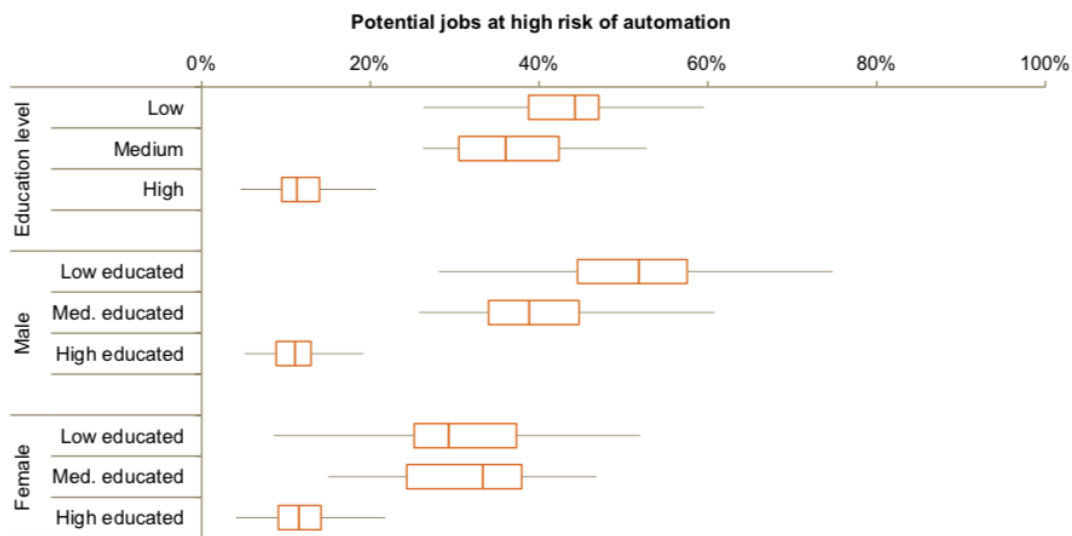 Potential jobs at high risk of automation
0% 20% 40% 60% 80% 100%
Education level
Low
Medium
High
Male
Low educated
Med. educated
High educated
Female
Low educated
Med. educated
High educated